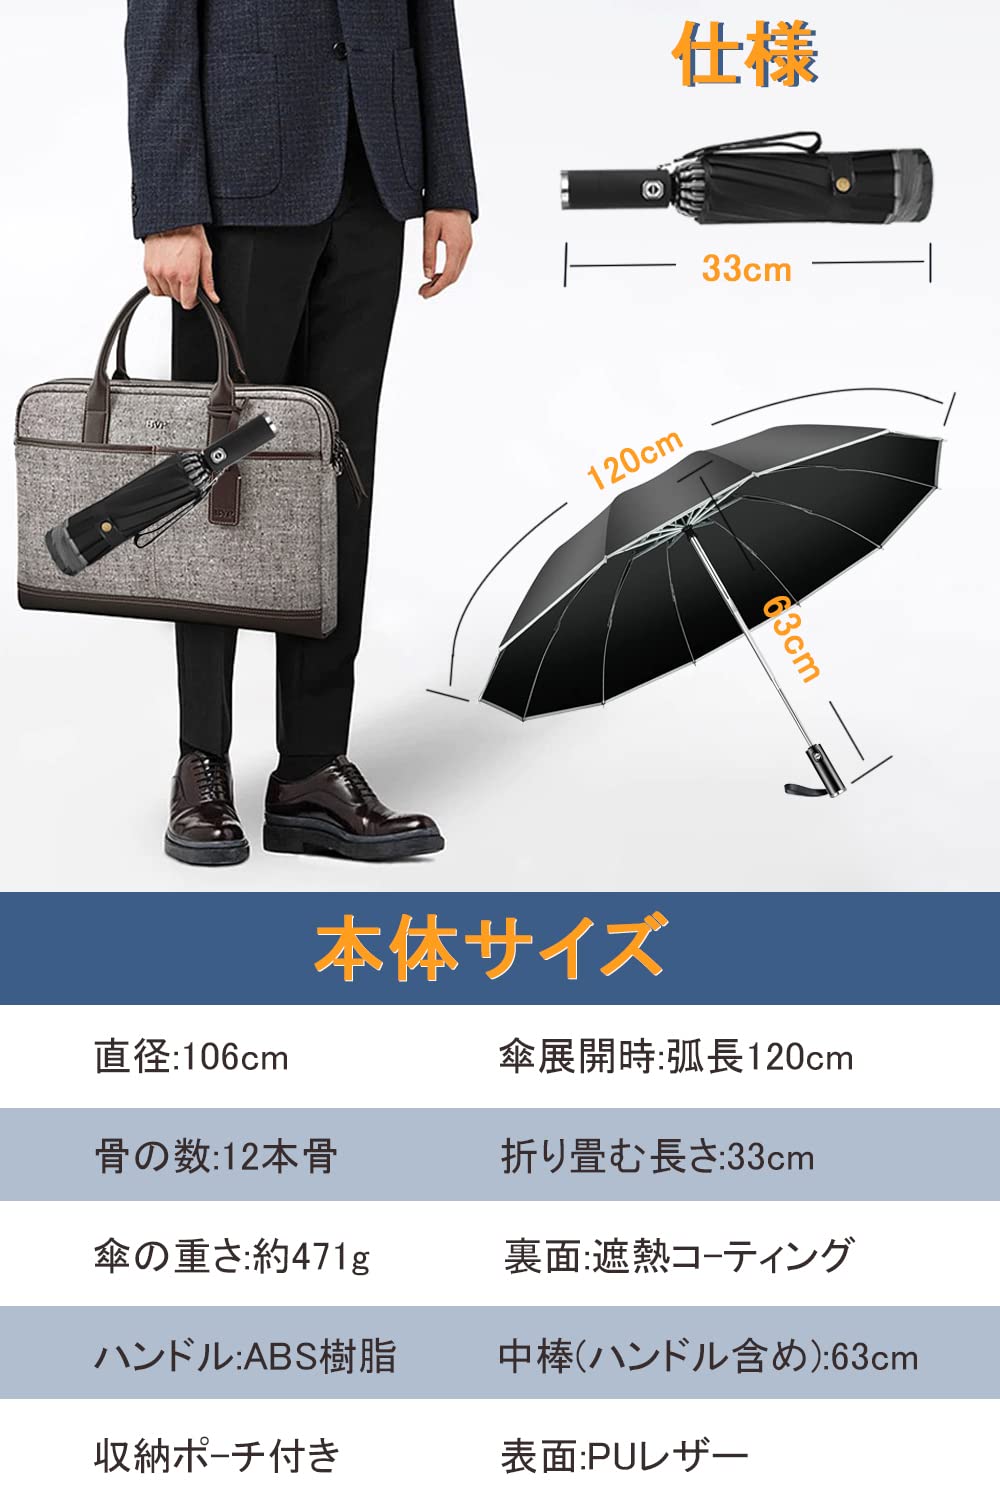 仕様
33cm
120cm
63cm
本体サイズ
直径:106cm
傘展開時:弧長120cm
骨の数:12本骨
折り畳む長さ:33cm
傘の重さ:約471g
裏面:遮熱コーティング
ハンドル:ABS樹脂
中棒(ハンドル含め):63cm
収納ポーチ付き
表面:PUレザー